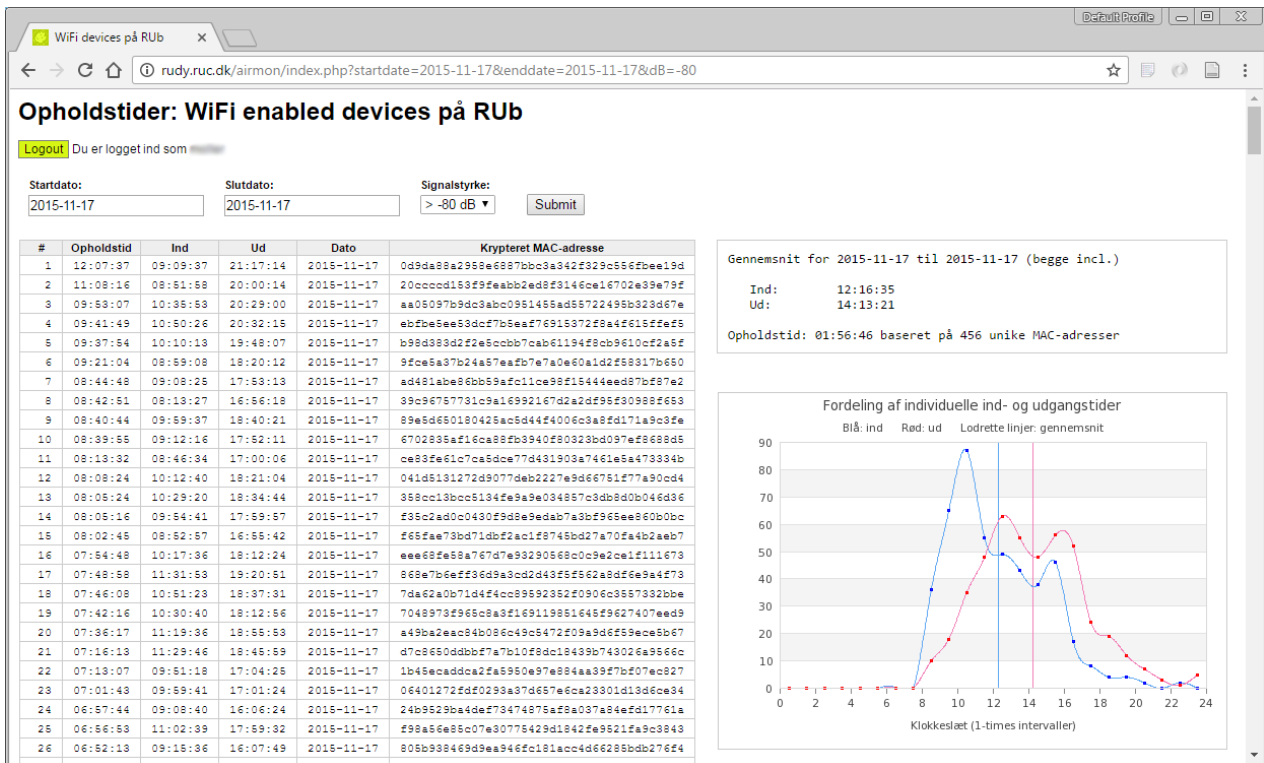 Default Profile
WiFi devices på RUb
rudy.ruc.dk/airmon/index.php?startdate=2015-11-17&enddate=2015-11-17&dB=-80
Opholdstider: WiFi enabled devices på RUb
Logout Du er logget ind som
Startdato: Slutdato: Signalstyrke:
2015-11-17 2015-11-17 > -80 dB Submit
# Opholdstid Ind Ud Dato Krypteret MAC-adresse
1 12:07:37 09:09:37 21:17:14 2015-11-17 0d9da88a2958e6887bbc3a342f329c556fbee19d
2 11:08:16 08:51:58 20:00:14 2015-11-17 20ccccd153f9feabb2ed8f3146ce16702e39e79f
3 09:53:07 10:35:53 20:29:00 2015-11-17 aa05097b9dc3abc0951455ad55722495b323d67e
4 09:41:49 10:50:26 20:32:15 2015-11-17 ebfbe5ee53dcf7b5eaf76915372f8a4f615ffef5
5 09:37:54 10:10:13 19:48:07 2015-11-17 b98d383d2f2e5ccbb7cab61194f8cb9610cf2a5f
6 09:21:04 08:59:08 18:20:12 2015-11-17 9fce5a37b24a57eafb7e7a0e60a1d2f58317b650
7 08:44:48 09:08:25 17:53:13 2015-11-17 ad481abe86bb59afc11ce98f15444eed87bf87e2
8 08:42:51 08:13:27 16:56:18 2015-11-17 39c96757731c9a16992167d2a2df95f30988f653
9 08:40:44 09:59:37 18:40:21 2015-11-17 89e5d650180425ac5d44f4006c3a8fd171a9c3fe
10 08:39:55 09:12:16 17:52:11 2015-11-17 6702835af16ca88fb3940f80323bd097ef8688d5
11 08:13:32 08:46:34 17:00:06 2015-11-17 ce83fe61c7ca5dce77d431903a7461e5a473334b
12 08:08:24 10:12:40 18:21:04 2015-11-17 041d5131272d9077deb2227e9d66751f77a90cd4
13 08:05:24 10:29:20 18:34:44 2015-11-17 358cc13bcc5134fe9a9e034857c3db8d0b046d36
14 08:05:16 09:54:41 17:59:57 2015-11-17 f35c2ad0c0430f9d8e9edab7a3bf965ee860b0bc
15 08:02:45 08:52:57 16:55:42 2015-11-17 f65fae73bd71dbf2ac1f8745bd27a70fa4b2aeb7
16 07:54:48 10:17:36 18:12:24 2015-11-17 eee68fe58a767d7e93290568c0c9e2ce1f111673
17 07:48:58 11:31:53 19:20:51 2015-11-17 868e7b6eff36d9a3cd2d43f5f562a8df6e9a4f73
18 07:46:08 10:51:23 18:37:31 2015-11-17 7da62a0b71d4f4cc89592352f0906c3557332bbe
19 07:42:16 10:30:40 18:12:56 2015-11-17 7048973f965c8a3f169119851645f9627407eed9
20 07:36:17 11:19:36 18:55:53 2015-11-17 a49ba2eac84b086c49c5472f09a9d6f59ece5b67
21 07:16:13 11:29:46 18:45:59 2015-11-17 d7c8650ddbbf7a7b10f8dc18439b743026a9566c
22 07:13:07 09:51:18 17:04:25 2015-11-17 1b45ecaddca2fa5950e97e884aa39f7bf07ec827
23 07:01:43 09:59:41 17:01:24 2015-11-17 06401272fdf0293a37d657e6ca23301d13d6ce34
24 06:57:44 09:08:40 16:06:24 2015-11-17 24b9529ba4def73474875af8a037a84efd17761a
25 06:56:53 11:02:39 17:59:32 2015-11-17 f98a56e85c07e30775429d1842fe9521fa9c3843
26 06:52:13 09:15:36 16:07:49 2015-11-17 805b938469d9ea946fc181acc4d66285bdb276f4
Gennemsnit for 2015-11-17 til 2015-11-17 (begge incl.)
Ind: 12:16:35
Ud: 14:13:21
Opholdstid: 01:56:46 baseret på 456 unike MAC-adresser
Fordeling af individuelle ind- og udgangstider
Blå: ind Rød: ud Lodrette linjer: gennemsnit
90
80
70
60
50
40
30
20
10
0
0 2 4 6 8 10 12 14 16 18 20 22 24
Klokkeslæt (1-times intervaller)